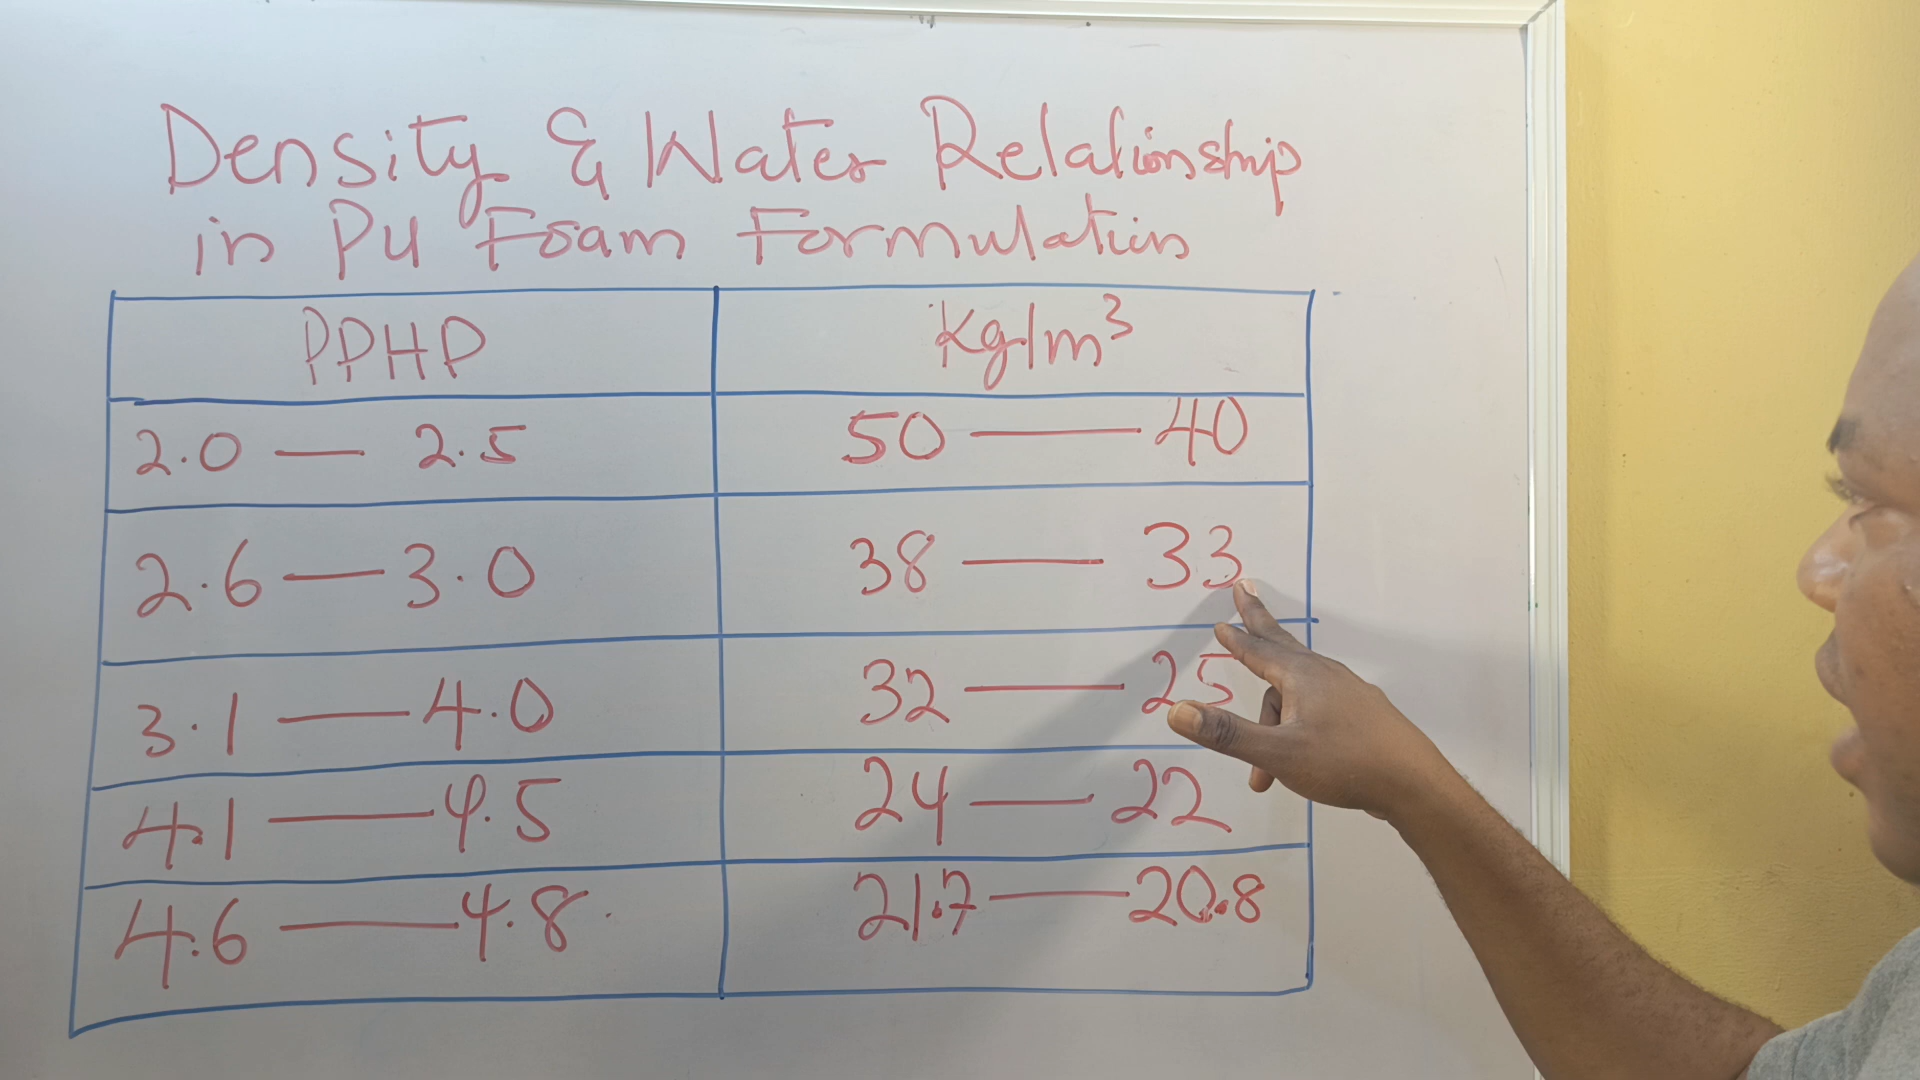 Density & Water Relationship
in PU Foam Formulation
PPHP Kg/m³
2.0 — 2.5 50 — 40
2.6 — 3.0 38 — 33
3.1 — 4.0 32 — 25
4.1 — 4.5 24 — 22
4.6 — 4.8 21.7 — 20.8